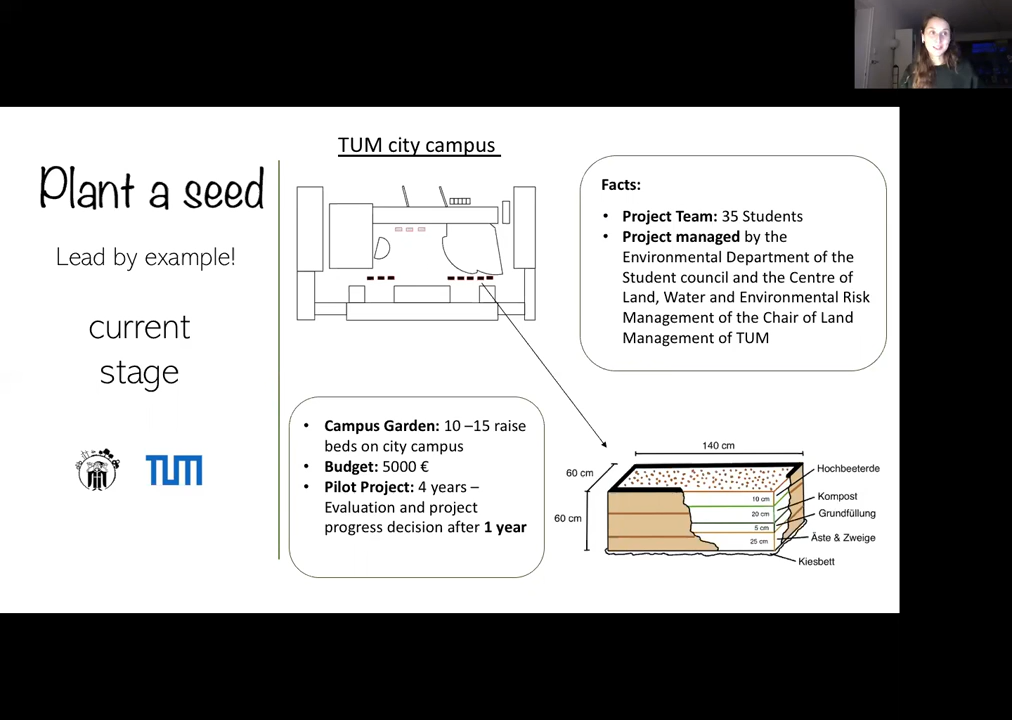 TUM city campus
Plant a seed
Lead by example!
current
stage
TUM
Facts:
• Project Team: 35 Students
• Project managed by the
Environmental Department of the
Student council and the Centre of
Land, Water and Environmental Risk
Management of the Chair of Land
Management of TUM
• Campus Garden: 10 –15 raise
beds on city campus
• Budget: 5000 €
• Pilot Project: 4 years –
Evaluation and project
progress decision after 1 year
140 cm
60 cm
60 cm
10 cm
20 cm
5 cm
25 cm
Hochbeeterde
Kompost
Grundfüllung
Äste & Zweige
Kiesbett